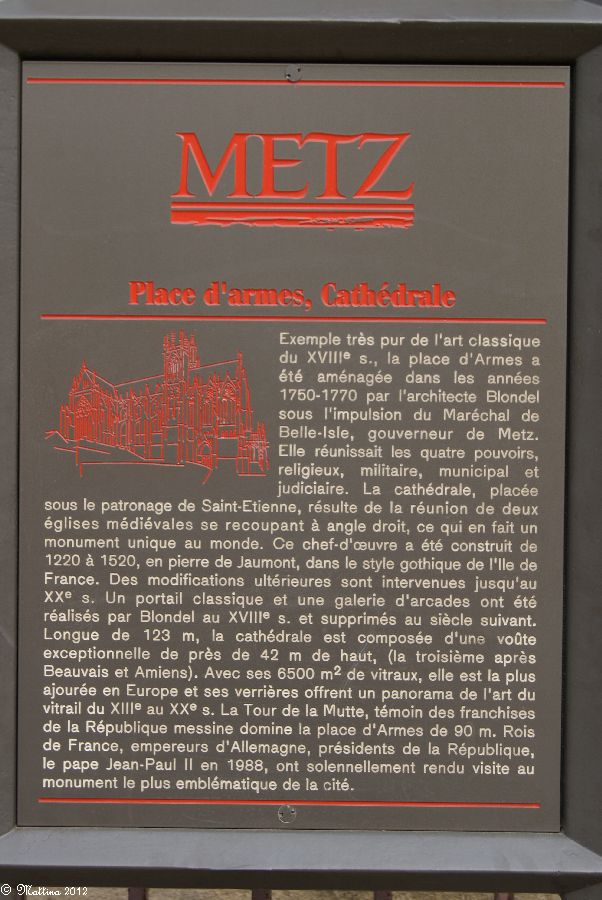 METZ
Place d'armes, Cathédrale
Exemple très pur de l'art classique
du XVIIIe s., la place d'Armes a
été aménagée dans les années
1750-1770 par l'architecte Blondel
sous l'impulsion du Maréchal de
Belle-Isle, gouverneur de Metz.
Elle réunissait les quatre pouvoirs,
religieux, militaire, municipal et
judiciaire. La cathédrale, placée
sous le patronage de Saint-Etienne, résulte de la réunion de deux
églises médiévales se recoupant à angle droit, ce qui en fait un
monument unique au monde. Ce chef-d'œuvre a été construit de
1220 à 1520, en pierre de Jaumont, dans le style gothique de l'Ile de
France. Des modifications ultérieures sont intervenues jusqu'au
XXe s. Un portail classique et une galerie d'arcades ont été
réalisés par Blondel au XVIIIe s. et supprimés au siècle suivant.
Longue de 123 m, la cathédrale est composée d'une voûte
exceptionnelle de près de 42 m de haut, (la troisième après
Beauvais et Amiens). Avec ses 6500 m² de vitraux, elle est la plus
ajourée en Europe et ses verrières offrent un panorama de l'art du
vitrail du XIIIe au XXe s. La Tour de la Mutte, témoin des franchises
de la République messine domine la place d'Armes de 90 m. Rois
de France, empereurs d'Allemagne, présidents de la République,
le pape Jean-Paul II en 1988, ont solennellement rendu visite au
monument le plus emblématique de la cité.
© Mattina 2012